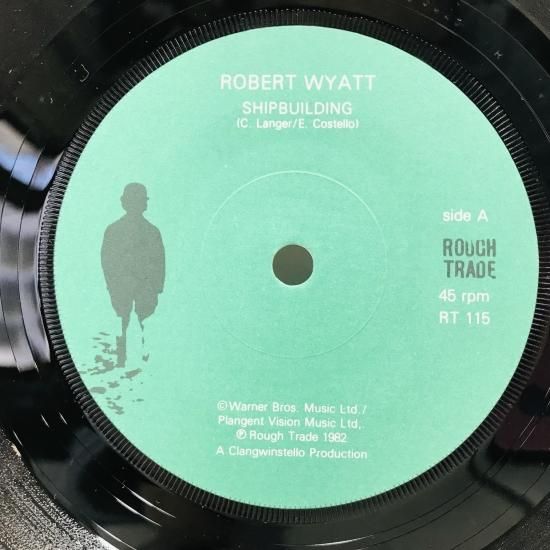 ROBERT WYATT
SHIPBUILDING
(C. Langer/E. Costello)
side A
ROUGH
TRADE
45 rpm
RT 115
©Warner Bros. Music Ltd./
Plangent Vision Music Ltd,.
℗ Rough Trade 1982
A Clangwinstello Production